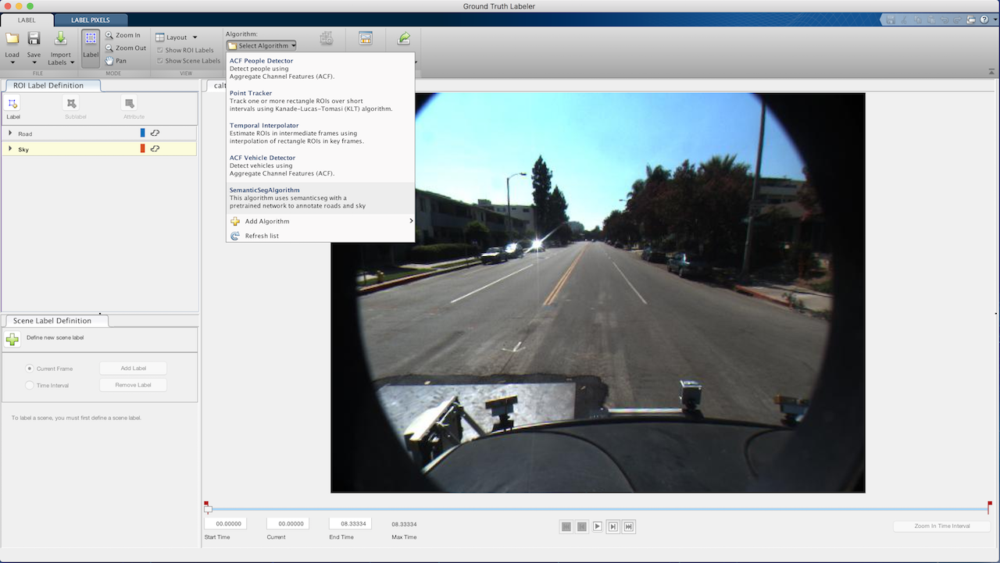 Ground Truth Labeler
LABEL
LABEL PIXELS
Load
Save
Import
Labels
FILE
Label
Zoom In
Zoom Out
Pan
MODE
Layout
Show ROI Labels
Show Scene Labels
VIEW
Algorithm:
Select Algorithm
ACF People Detector
Detect people using
Aggregate Channel Features (ACF).
Point Tracker
Track one or more rectangle ROIs over short
intervals using Kanade-Lucas-Tomasi (KLT) algorithm.
Temporal Interpolator
Estimate ROIs in intermediate frames using
interpolation of rectangle ROIs in key frames.
ACF Vehicle Detector
Detect vehicles using
Aggregate Channel Features (ACF).
SemanticSegAlgorithm
This algorithm uses semanticseg with a
pretrained network to annotate roads and sky
Add Algorithm
Refresh list
ROI Label Definition
Label
Sublabel
Attribute
Road
Sky
Scene Label Definition
Define new scene label
Current Frame
Add Label
Time Interval
Remove Label
To label a scene, you must first define a scene label.
00.00000
00.00000
08.33334
08.33334
Start Time
Current
End Time
Max Time
Zoom In Time Interval